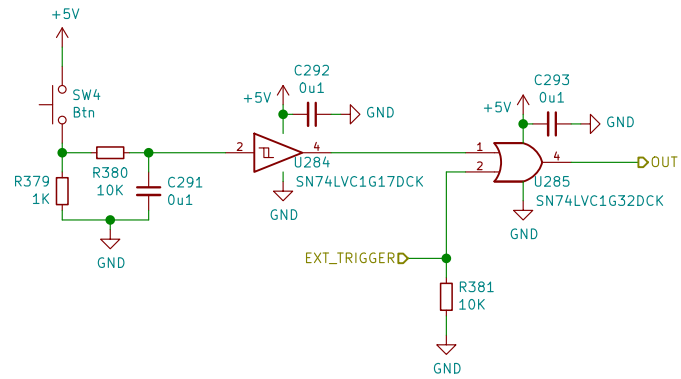 +5V
SW4
Btn
R379
1K
R380
10K
C291
0u1
GND
+5V
C292
0u1
GND
2
4
U284
SN74LVC1G17DCK
GND
+5V
C293
0u1
GND
1
2
4
U285
SN74LVC1G32DCK
GND
OUT
EXT_TRIGGER
R381
10K
GND